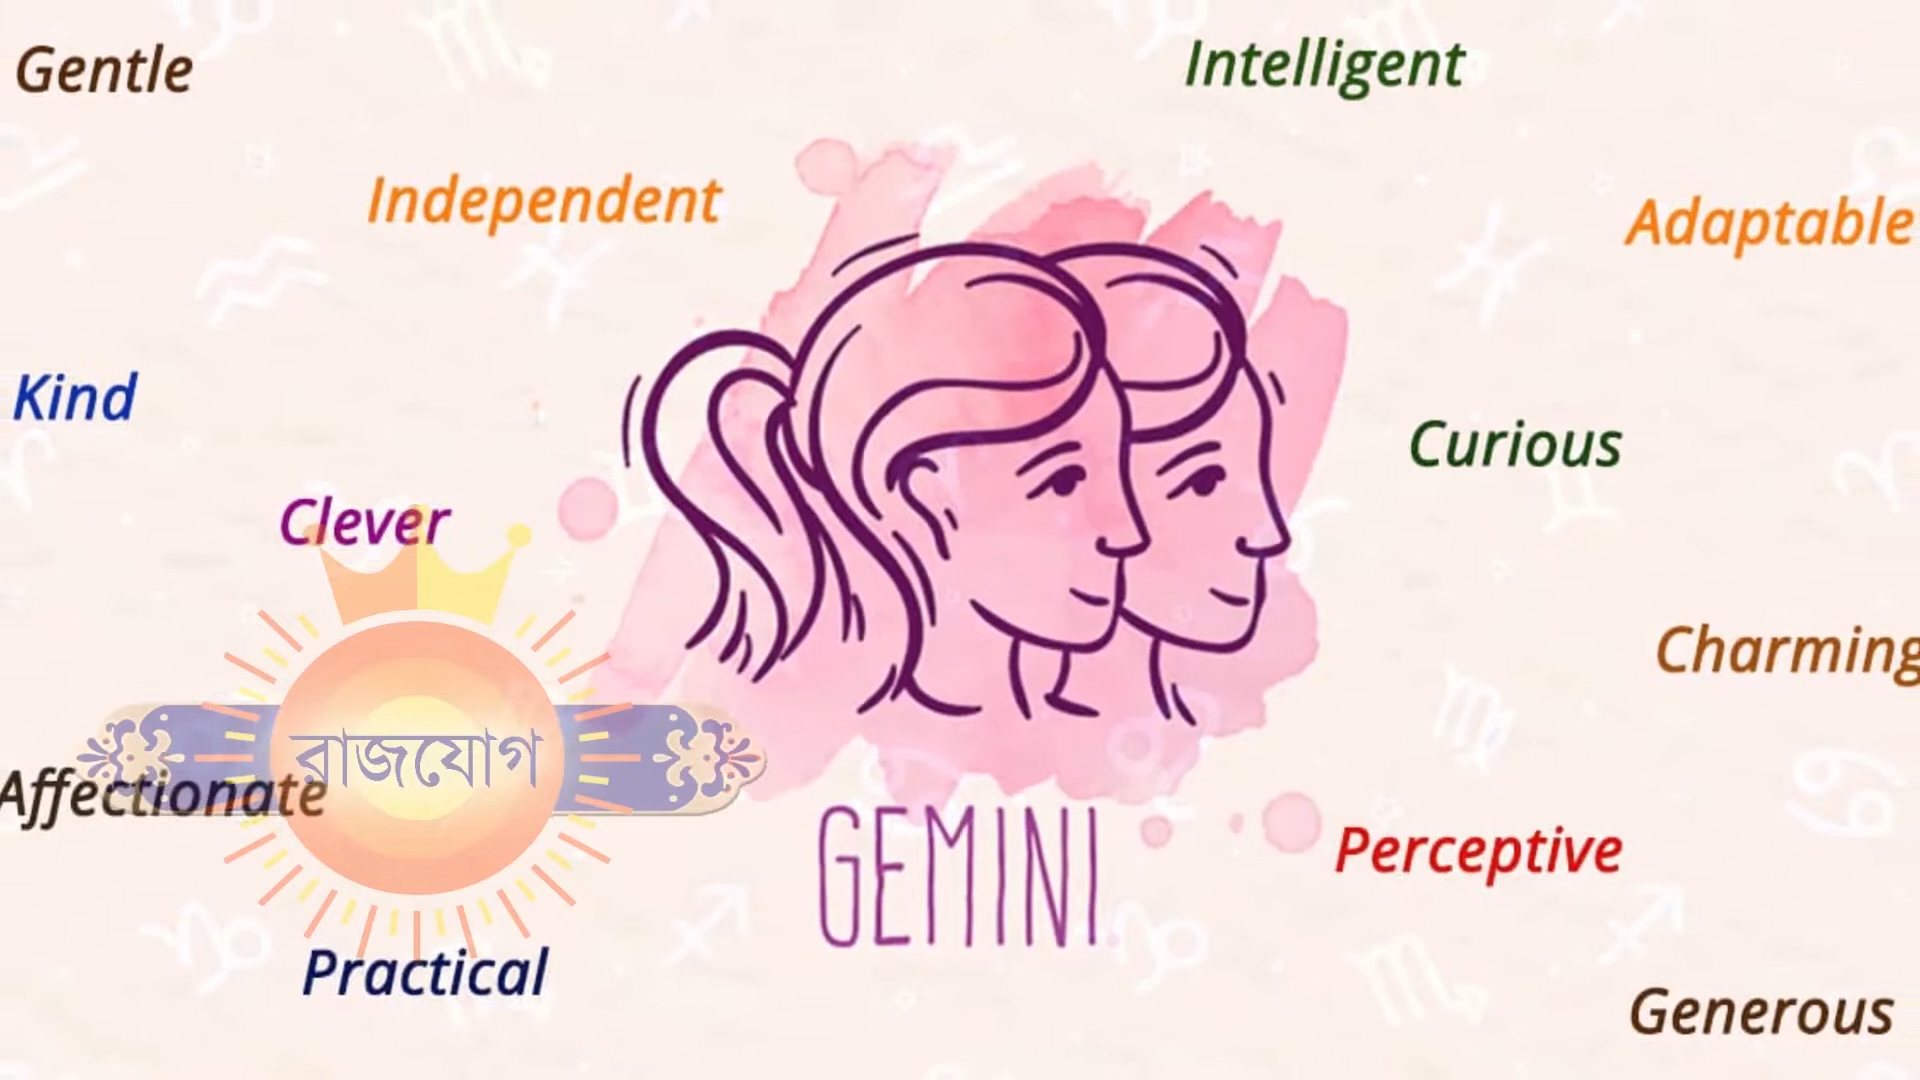 Gentle
Intelligent
Independent
Adaptable
Kind
Curious
Clever
Charming
রাজযোগ
Affectionate
GEMINI
Perceptive
Practical
Generous